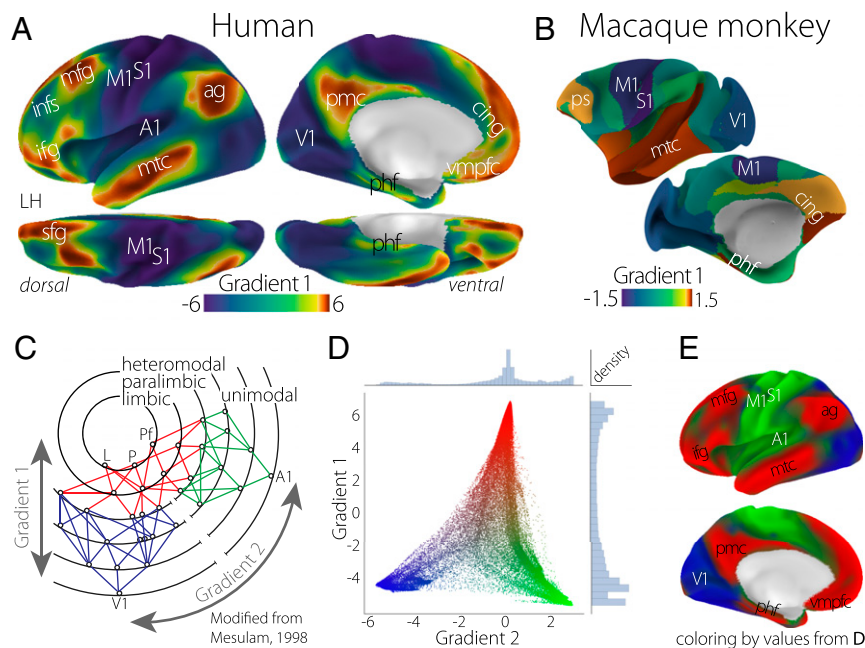 A
Human
mfg
M1
S1
infs
ag
A1
ifg
mtc
LH
pmc
V1
cing
vmpfc
phf
sfg
M1
S1
phf
dorsal
Gradient 1
ventral
-6
6
B
Macaque monkey
ps
M1
S1
V1
mtc
M1
cing
phf
Gradient 1
-1.5
1.5
C
heteromodal
paralimbic
limbic
unimodal
Pf
L
P
A1
Gradient 1
Gradient 2
V1
Modified from
Mesulam, 1998
D
density
6
4
2
0
-2
-4
Gradient 1
-6
-4
-2
0
2
Gradient 2
E
mfg
M1
S1
ag
A1
ifg
mtc
pmc
V1
phf
vmpfc
coloring by values from D